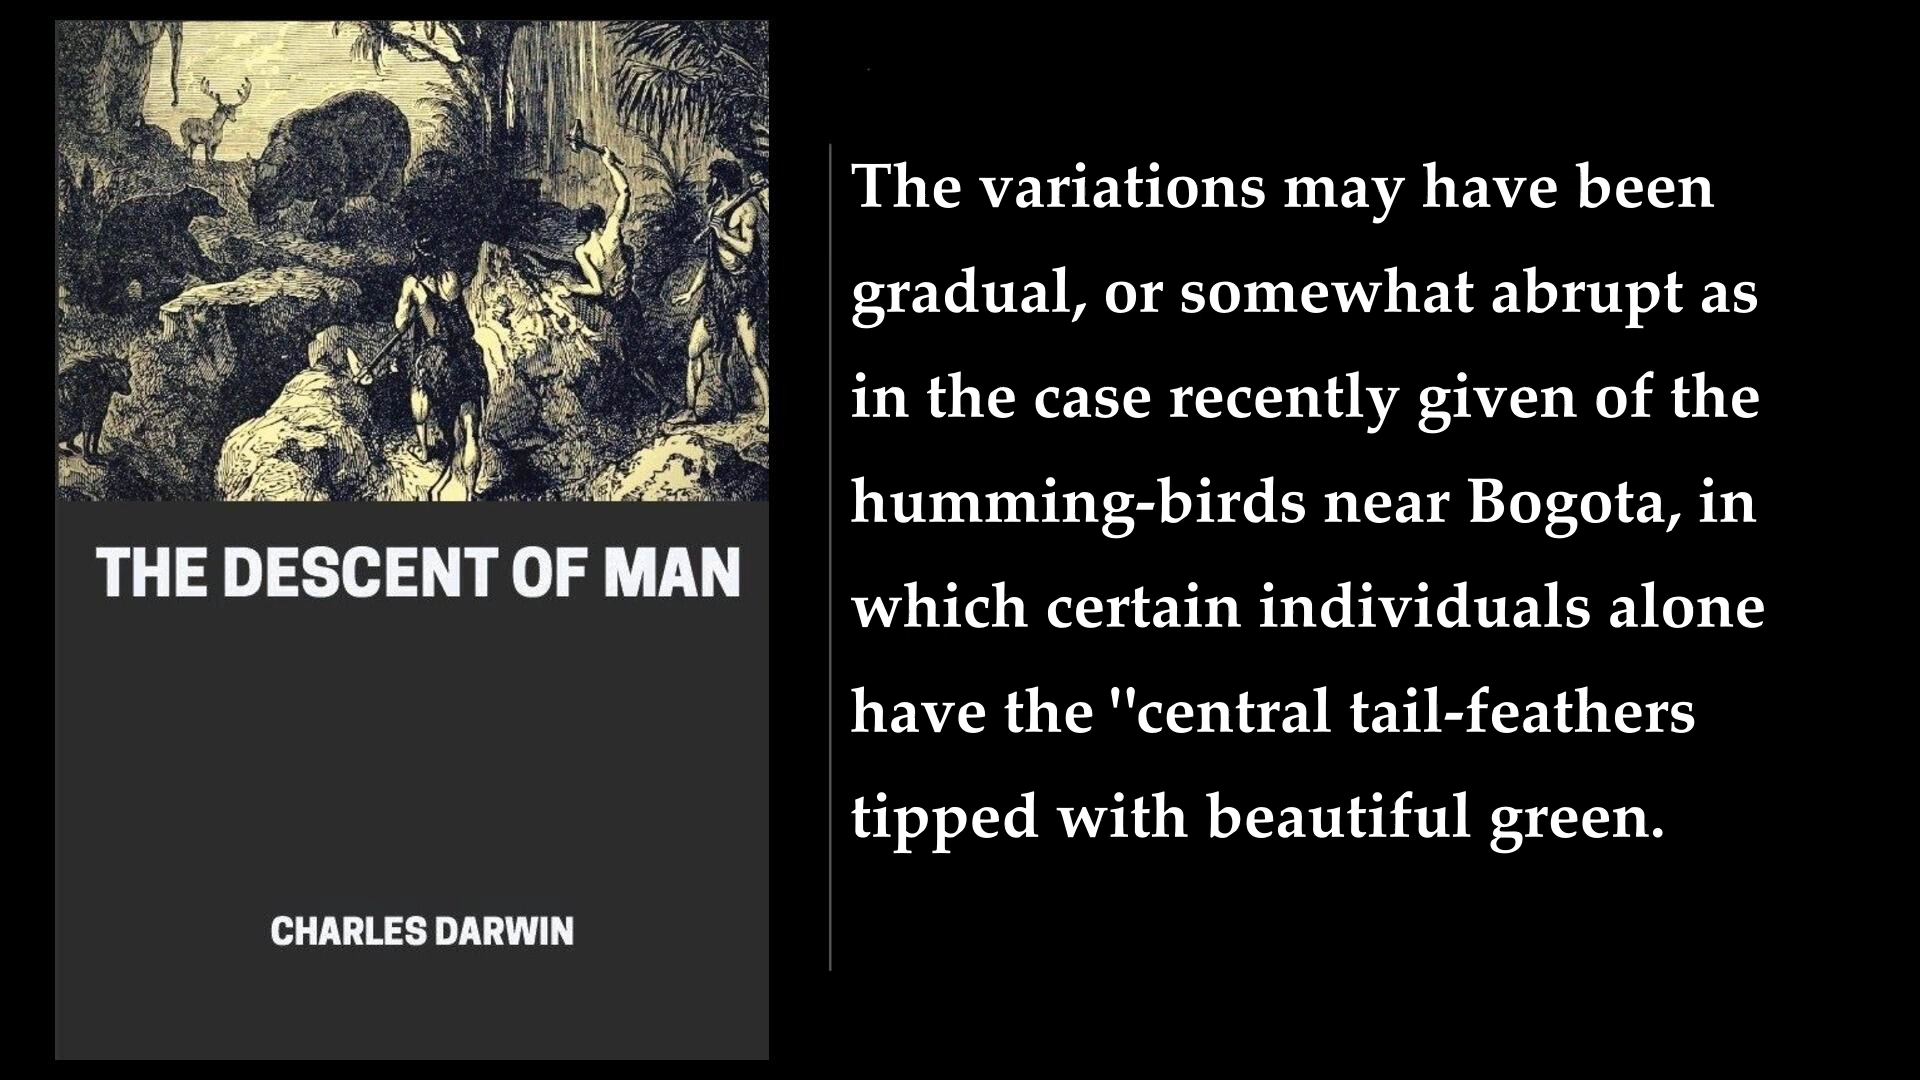 THE DESCENT OF MAN
CHARLES DARWIN
The variations may have been
gradual, or somewhat abrupt as
in the case recently given of the
humming-birds near Bogota, in
which certain individuals alone
have the "central tail-feathers
tipped with beautiful green.